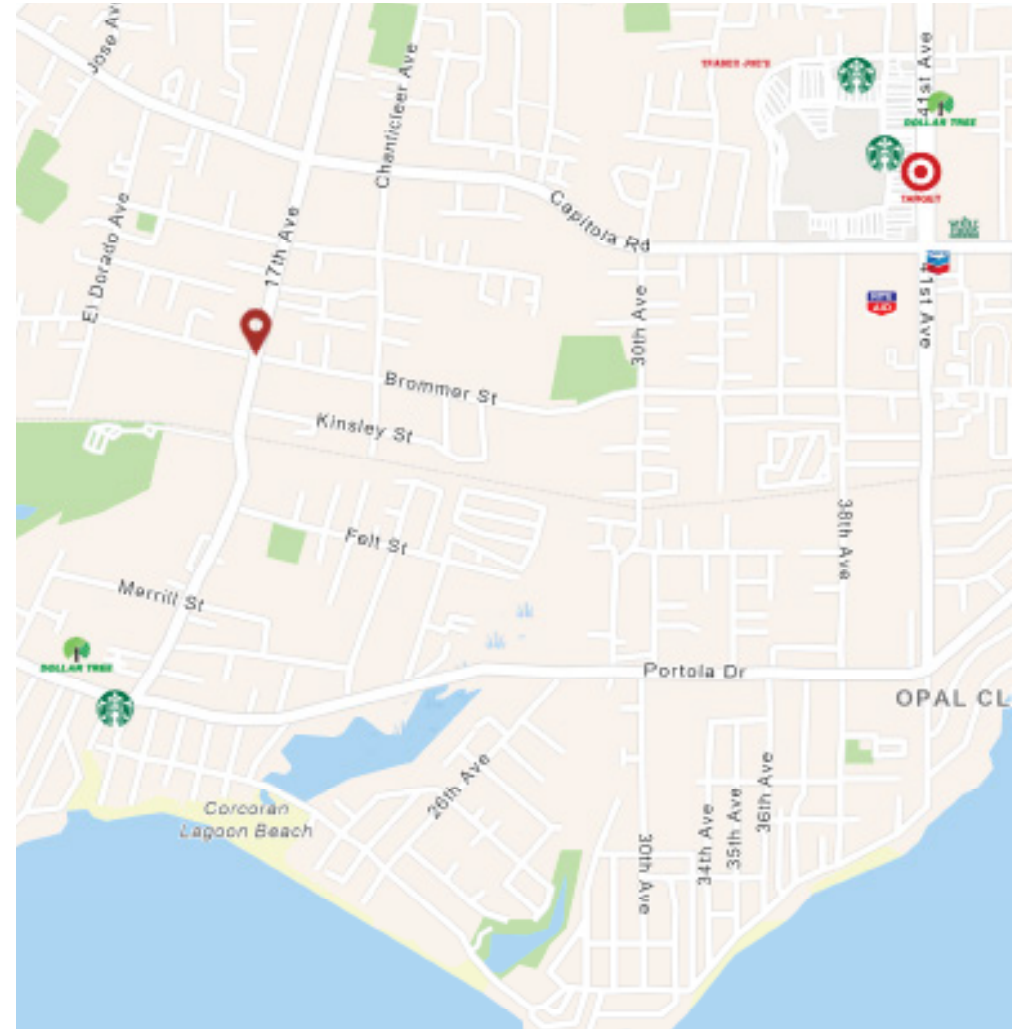 Jose Ave
41st Ave
TRADER JOE'S
Chanticleer Ave
DOLLAR TREE
TARGET
Capitola Rd
El Dorado Ave
17th Ave
41st Ave
30th Ave
RITE
AID
Brommer St
Kinsley St
38th Ave
Felt St
Merrill St
DOLLAR TREE
Portola Dr
OPAL CL
26th Ave
36th Ave
35th Ave
34th Ave
Corcoran
Lagoon Beach
30th Ave